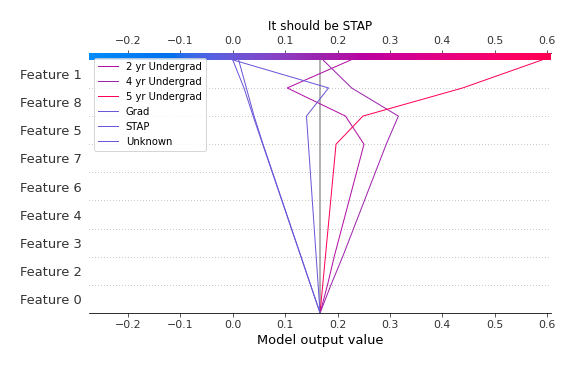 It should be STAP
−0.2 −0.1 0.0 0.1 0.2 0.3 0.4 0.5 0.6
2 yr Undergrad
4 yr Undergrad
5 yr Undergrad
Grad
STAP
Unknown
Feature 1
Feature 8
Feature 5
Feature 7
Feature 6
Feature 4
Feature 3
Feature 2
Feature 0
−0.2 −0.1 0.0 0.1 0.2 0.3 0.4 0.5 0.6
Model output value